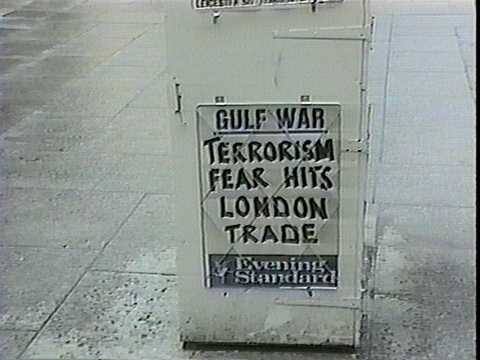 GULF WAR
TERRORISM
FEAR HITS
LONDON
TRADE
Evening
Standard